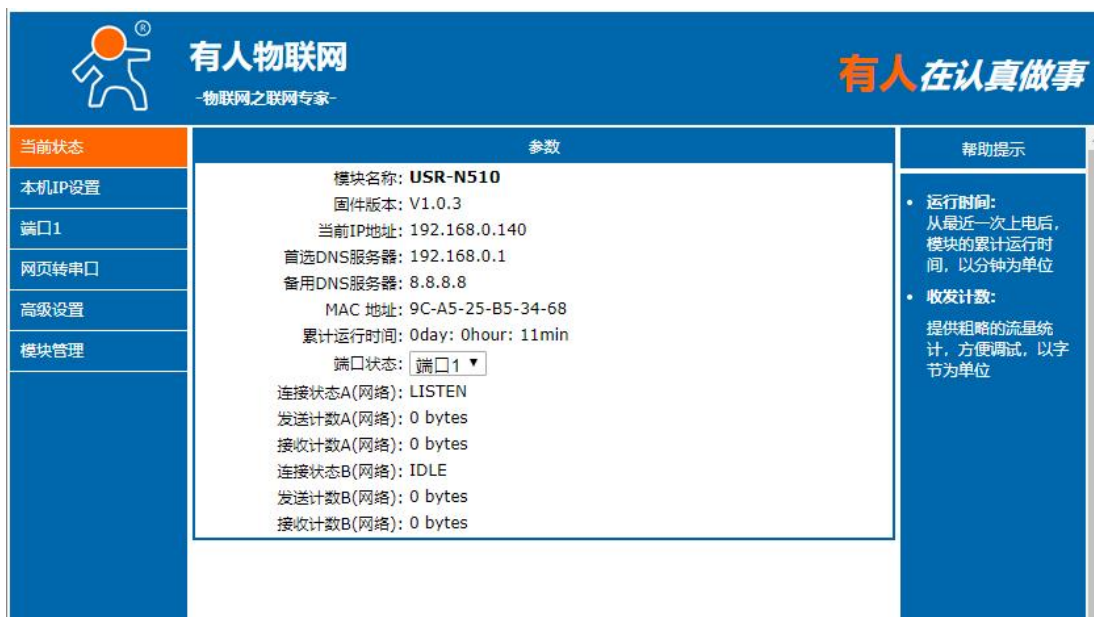 ®
有人物联网
-物联网之联网专家-
有人在认真做事
当前状态
本机IP设置
端口1
网页转串口
高级设置
模块管理
参数
模块名称: USR-N510
固件版本: V1.0.3
当前IP地址: 192.168.0.140
首选DNS服务器: 192.168.0.1
备用DNS服务器: 8.8.8.8
MAC 地址: 9C-A5-25-B5-34-68
累计运行时间: 0day: 0hour: 11min
端口状态: 端口1
连接状态A(网络): LISTEN
发送计数A(网络): 0 bytes
接收计数A(网络): 0 bytes
连接状态B(网络): IDLE
发送计数B(网络): 0 bytes
接收计数B(网络): 0 bytes
帮助提示
• 运行时间:
从最近一次上电后,
模块的累计运行时
间, 以分钟为单位
• 收发计数:
提供粗略的流量统
计, 方便调试, 以字
节为单位